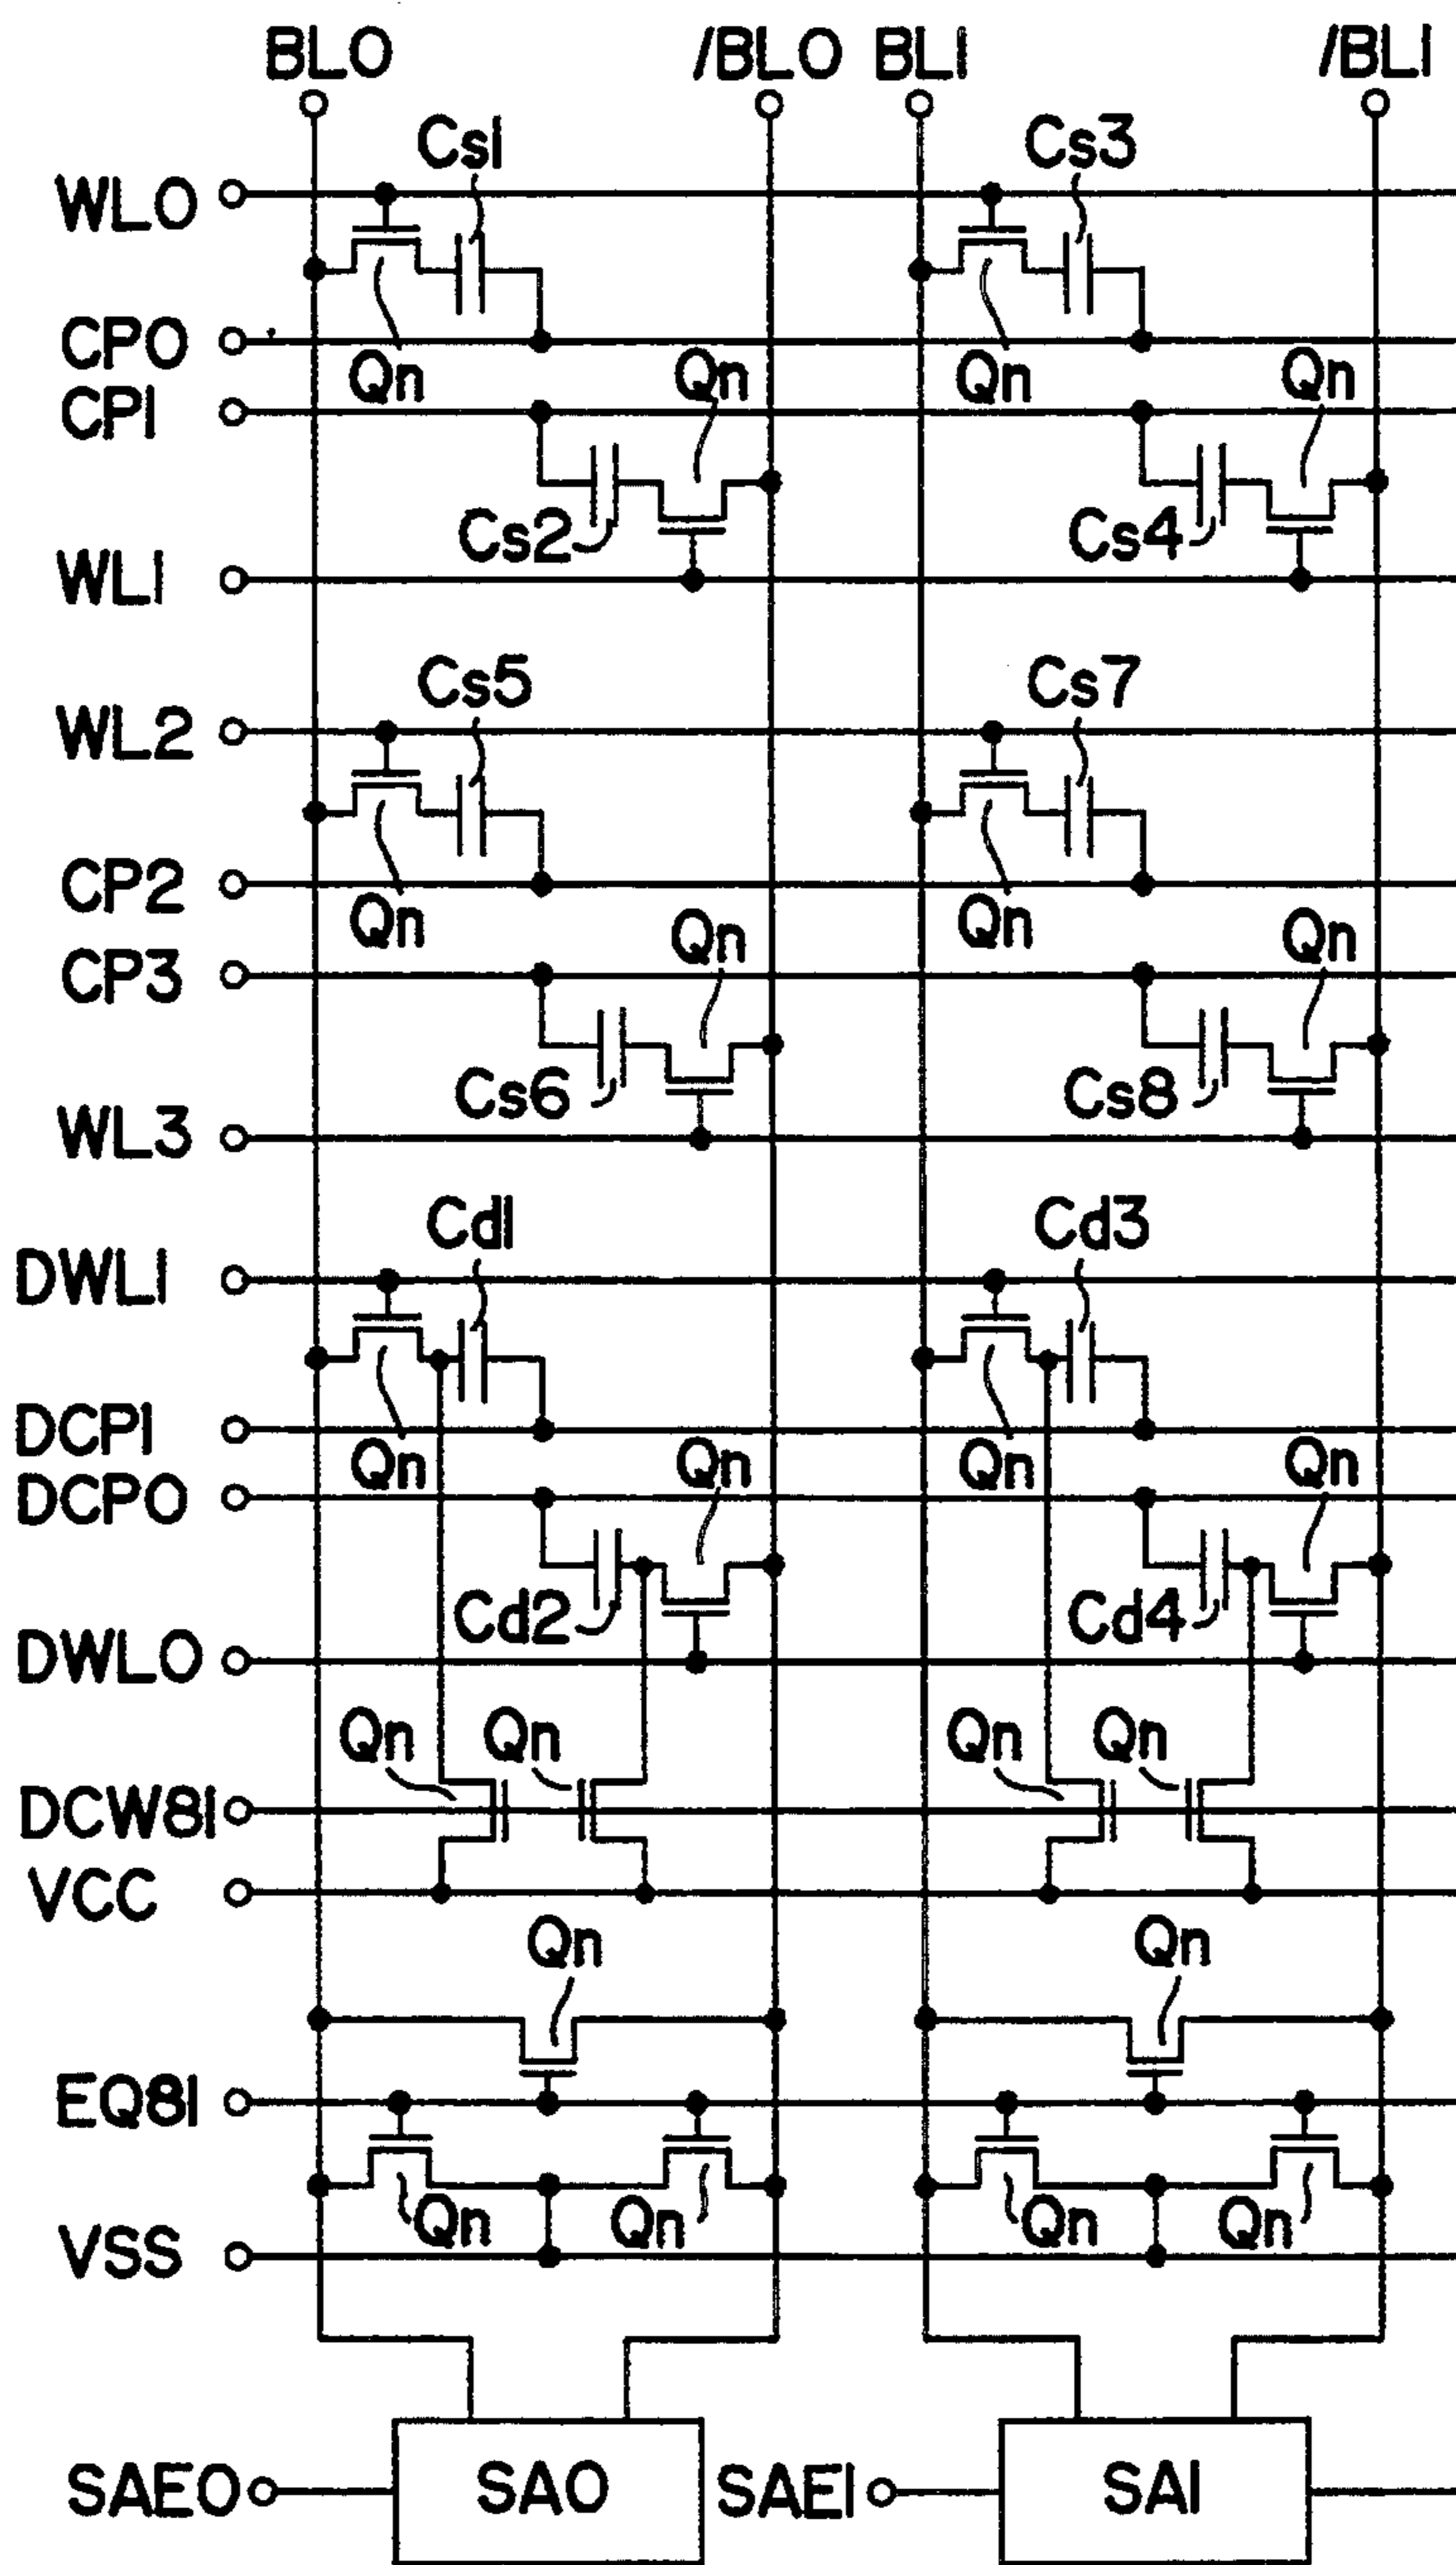 BL0 /BL0 BL1 /BL1
Cs1 Cs3
WL0
CP0
Qn Qn Qn Qn
CP1
Cs2 Cs4
WL1
Cs5 Cs7
WL2
CP2
Qn Qn Qn Qn
CP3
Cs6 Cs8
WL3
Cd1 Cd3
DWL1
DCP1
Qn Qn Qn Qn
DCP0
Cd2 Cd4
DWL0
Qn Qn Qn Qn
DCW81
VCC
Qn Qn
EQ81
Qn Qn Qn Qn
VSS
SAE0 SA0 SAE1 SA1